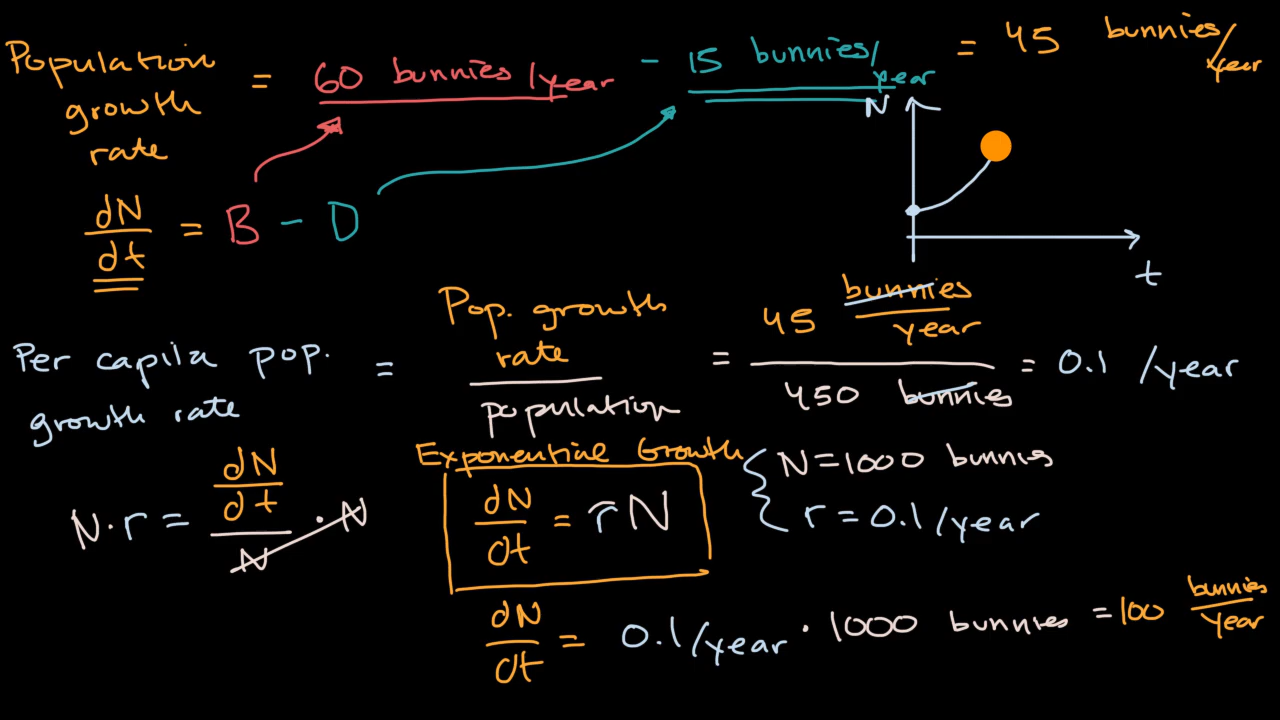 Population growth rate = 60 bunnies/year - 15 bunnies/year = 45 bunnies/year
dN/dt = B - D
N
t
Per capita pop. growth rate = Pop. growth rate / population = 45 bunnies/year / 450 bunnies = 0.1 /year
N·r = dN/dt / N · N
Exponential Growth
dN/dt = rN
{ N=1000 bunnies
r = 0.1/year
dN/dt = 0.1/year · 1000 bunnies = 100 bunnies/year